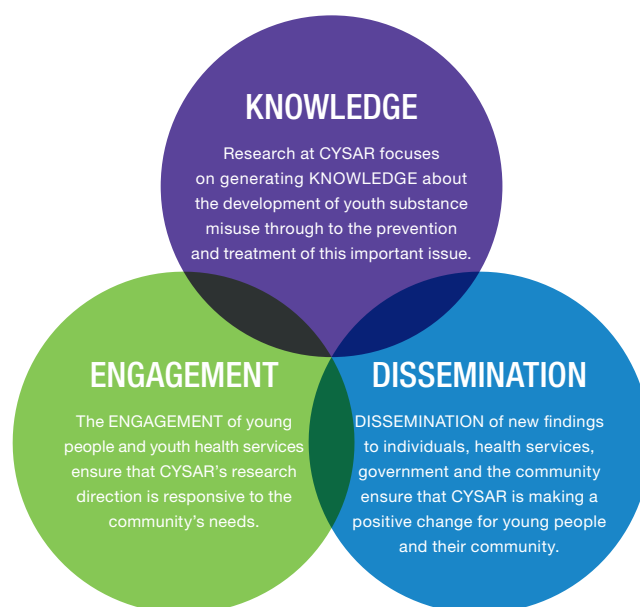 KNOWLEDGE
Research at CYSAR focuses
on generating KNOWLEDGE about
the development of youth substance
misuse through to the prevention
and treatment of this important issue.
ENGAGEMENT
The ENGAGEMENT of young
people and youth health services
ensure that CYSAR's research
direction is responsive to the
community's needs.
DISSEMINATION
DISSEMINATION of new findings
to individuals, health services,
government and the community
ensure that CYSAR is making a
positive change for young people
and their community.